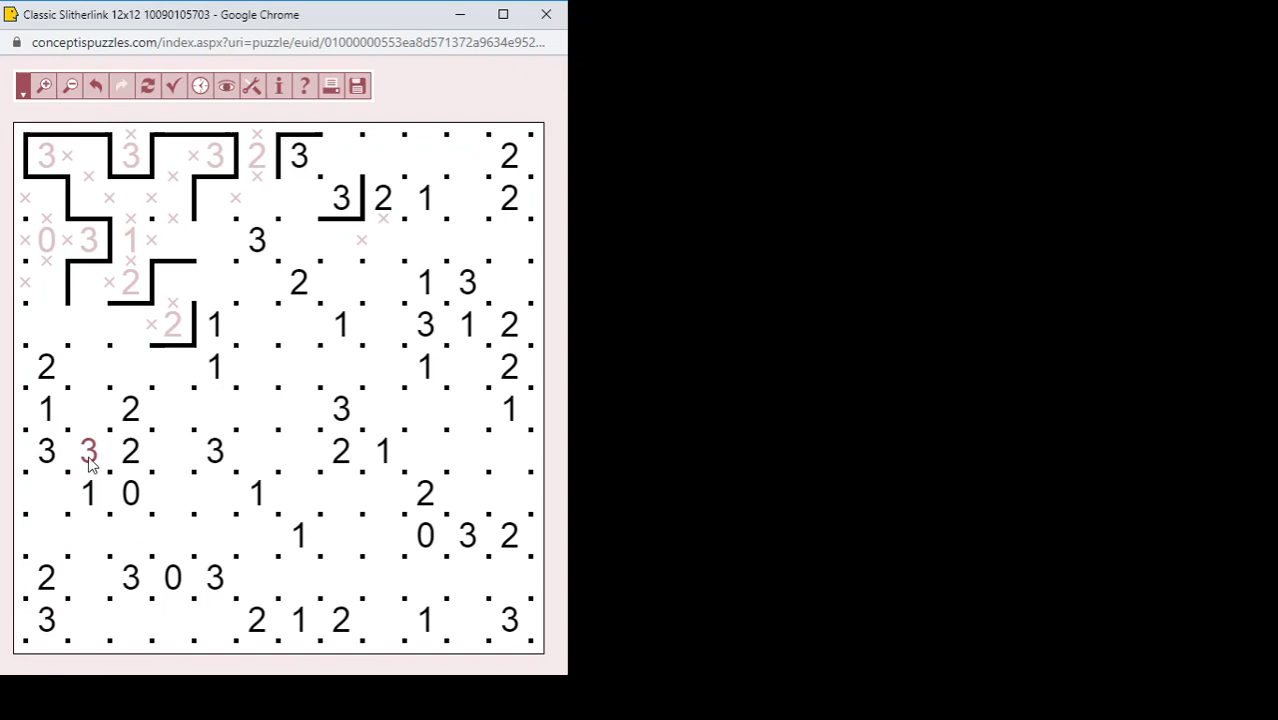 Classic Slitherlink 12x12 10090105703 - Google Chrome
conceptispuzzles.com/index.aspx?uri=puzzle/euid/01000000553ea8d571372a9634e952...
i ?
3 3 3 2 3 2
3 2 1 2
0 3 1 3
2 2 1 3
2 1 1 3 1 2
2 1 1 2
1 2 3 1
3 3 2 3 2 1
1 0 1 2
1 0 3 2
2 3 0 3
3 2 1 2 1 3